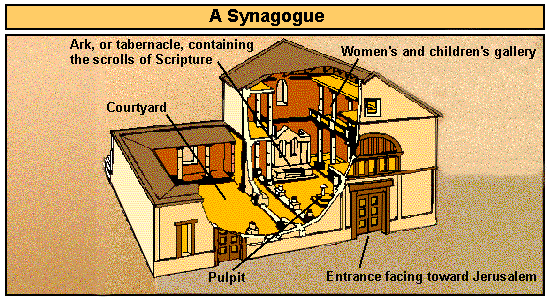 A Synagogue
Ark, or tabernacle, containing
the scrolls of Scripture
Women's and children's gallery
Courtyard
Pulpit
Entrance facing toward Jerusalem